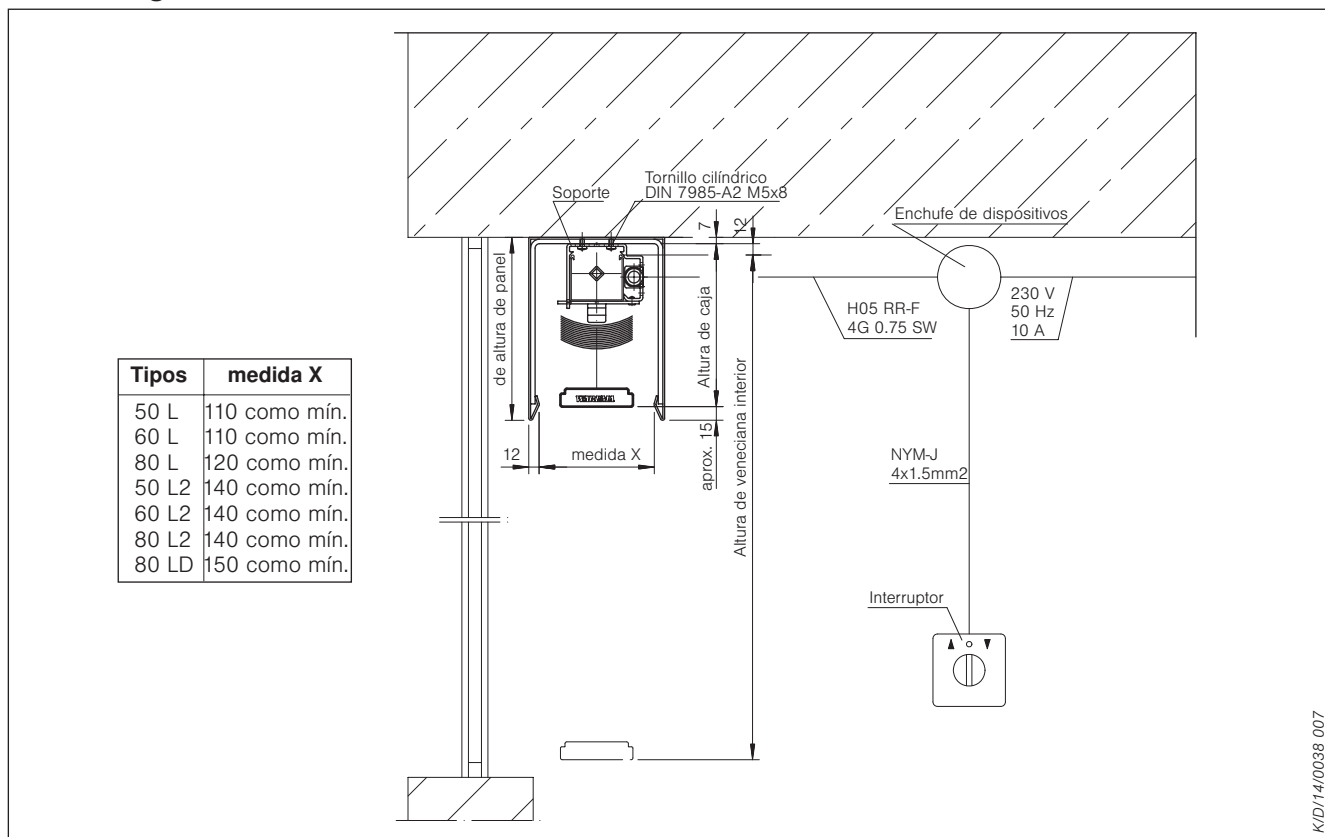 Tornillo cilíndrico
DIN 7985-A2 M5x8
Soporte
Enchufe de dispositivos
7
12
de altura de panel
Altura de caja
Altura de veneciana interior
aprox. 15
12
medida X
H05 RR-F
4G 0.75 SW
230 V
50 Hz
10 A
NYM-J
4x1.5mm2
Interruptor
Tipos medida X
50 L 110 como mín.
60 L 110 como mín.
80 L 120 como mín.
50 L2 140 como mín.
60 L2 140 como mín.
80 L2 140 como mín.
80 LD 150 como mín.
K/D/14/0038 007